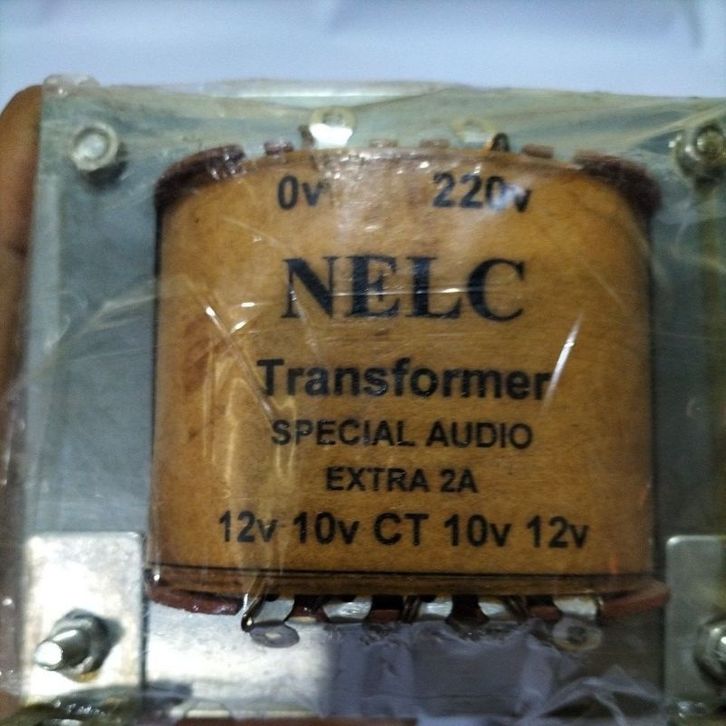 0v 220v
NELC
Transformer
SPECIAL AUDIO
EXTRA 2A
12v 10v CT 10v 12v